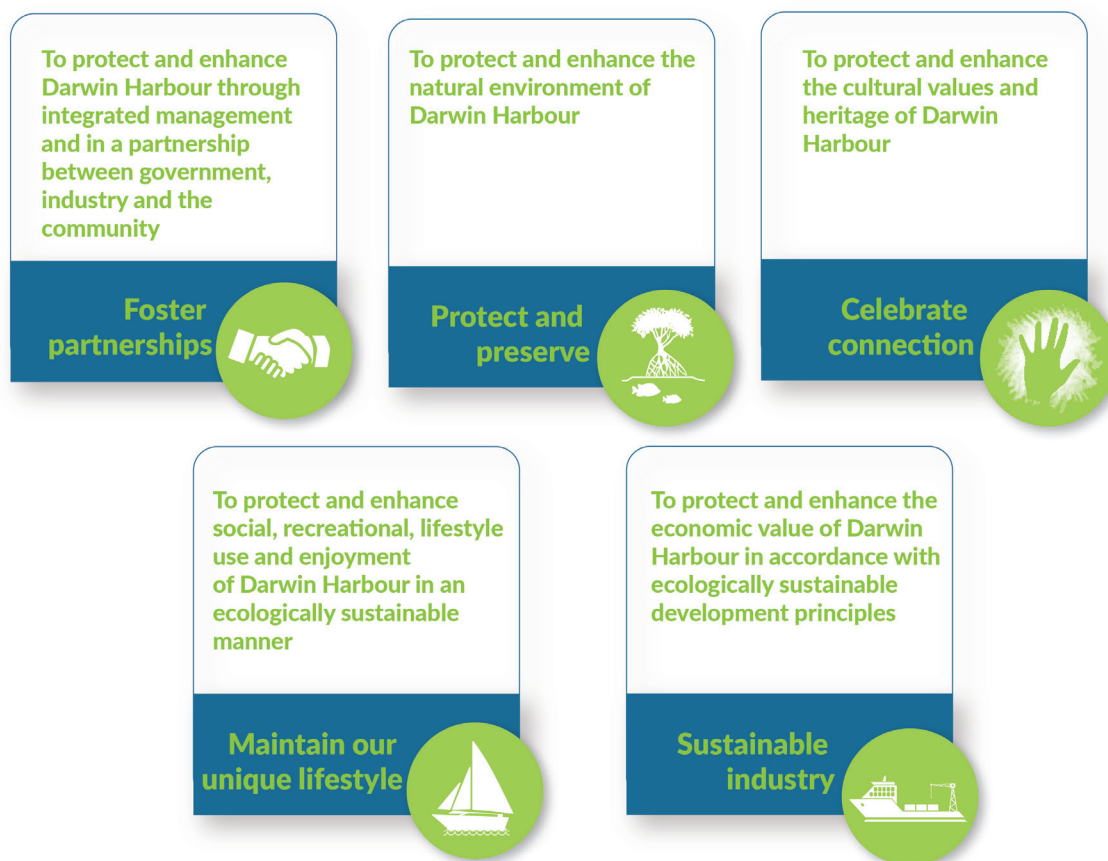 To protect and enhance
Darwin Harbour through
integrated management
and in a partnership
between government,
industry and the
community
Foster
partnerships
To protect and enhance the
natural environment of
Darwin Harbour
Protect and
preserve
To protect and enhance
the cultural values and
heritage of Darwin
Harbour
Celebrate
connection
To protect and enhance
social, recreational, lifestyle
use and enjoyment
of Darwin Harbour in an
ecologically sustainable
manner
Maintain our
unique lifestyle
To protect and enhance the
economic value of Darwin
Harbour in accordance with
ecologically sustainable
development principles
Sustainable
industry